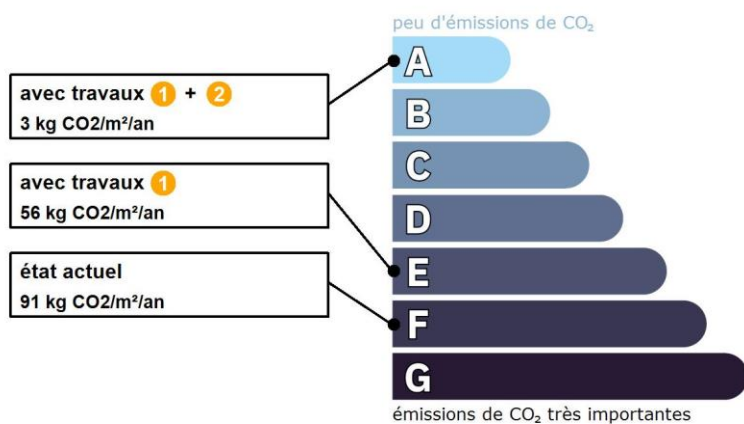 peu d'émissions de CO₂
A
B
C
D
E
F
G
émissions de CO₂ très importantes
avec travaux 1 + 2
3 kg CO2/m²/an
avec travaux 1
56 kg CO2/m²/an
état actuel
91 kg CO2/m²/an